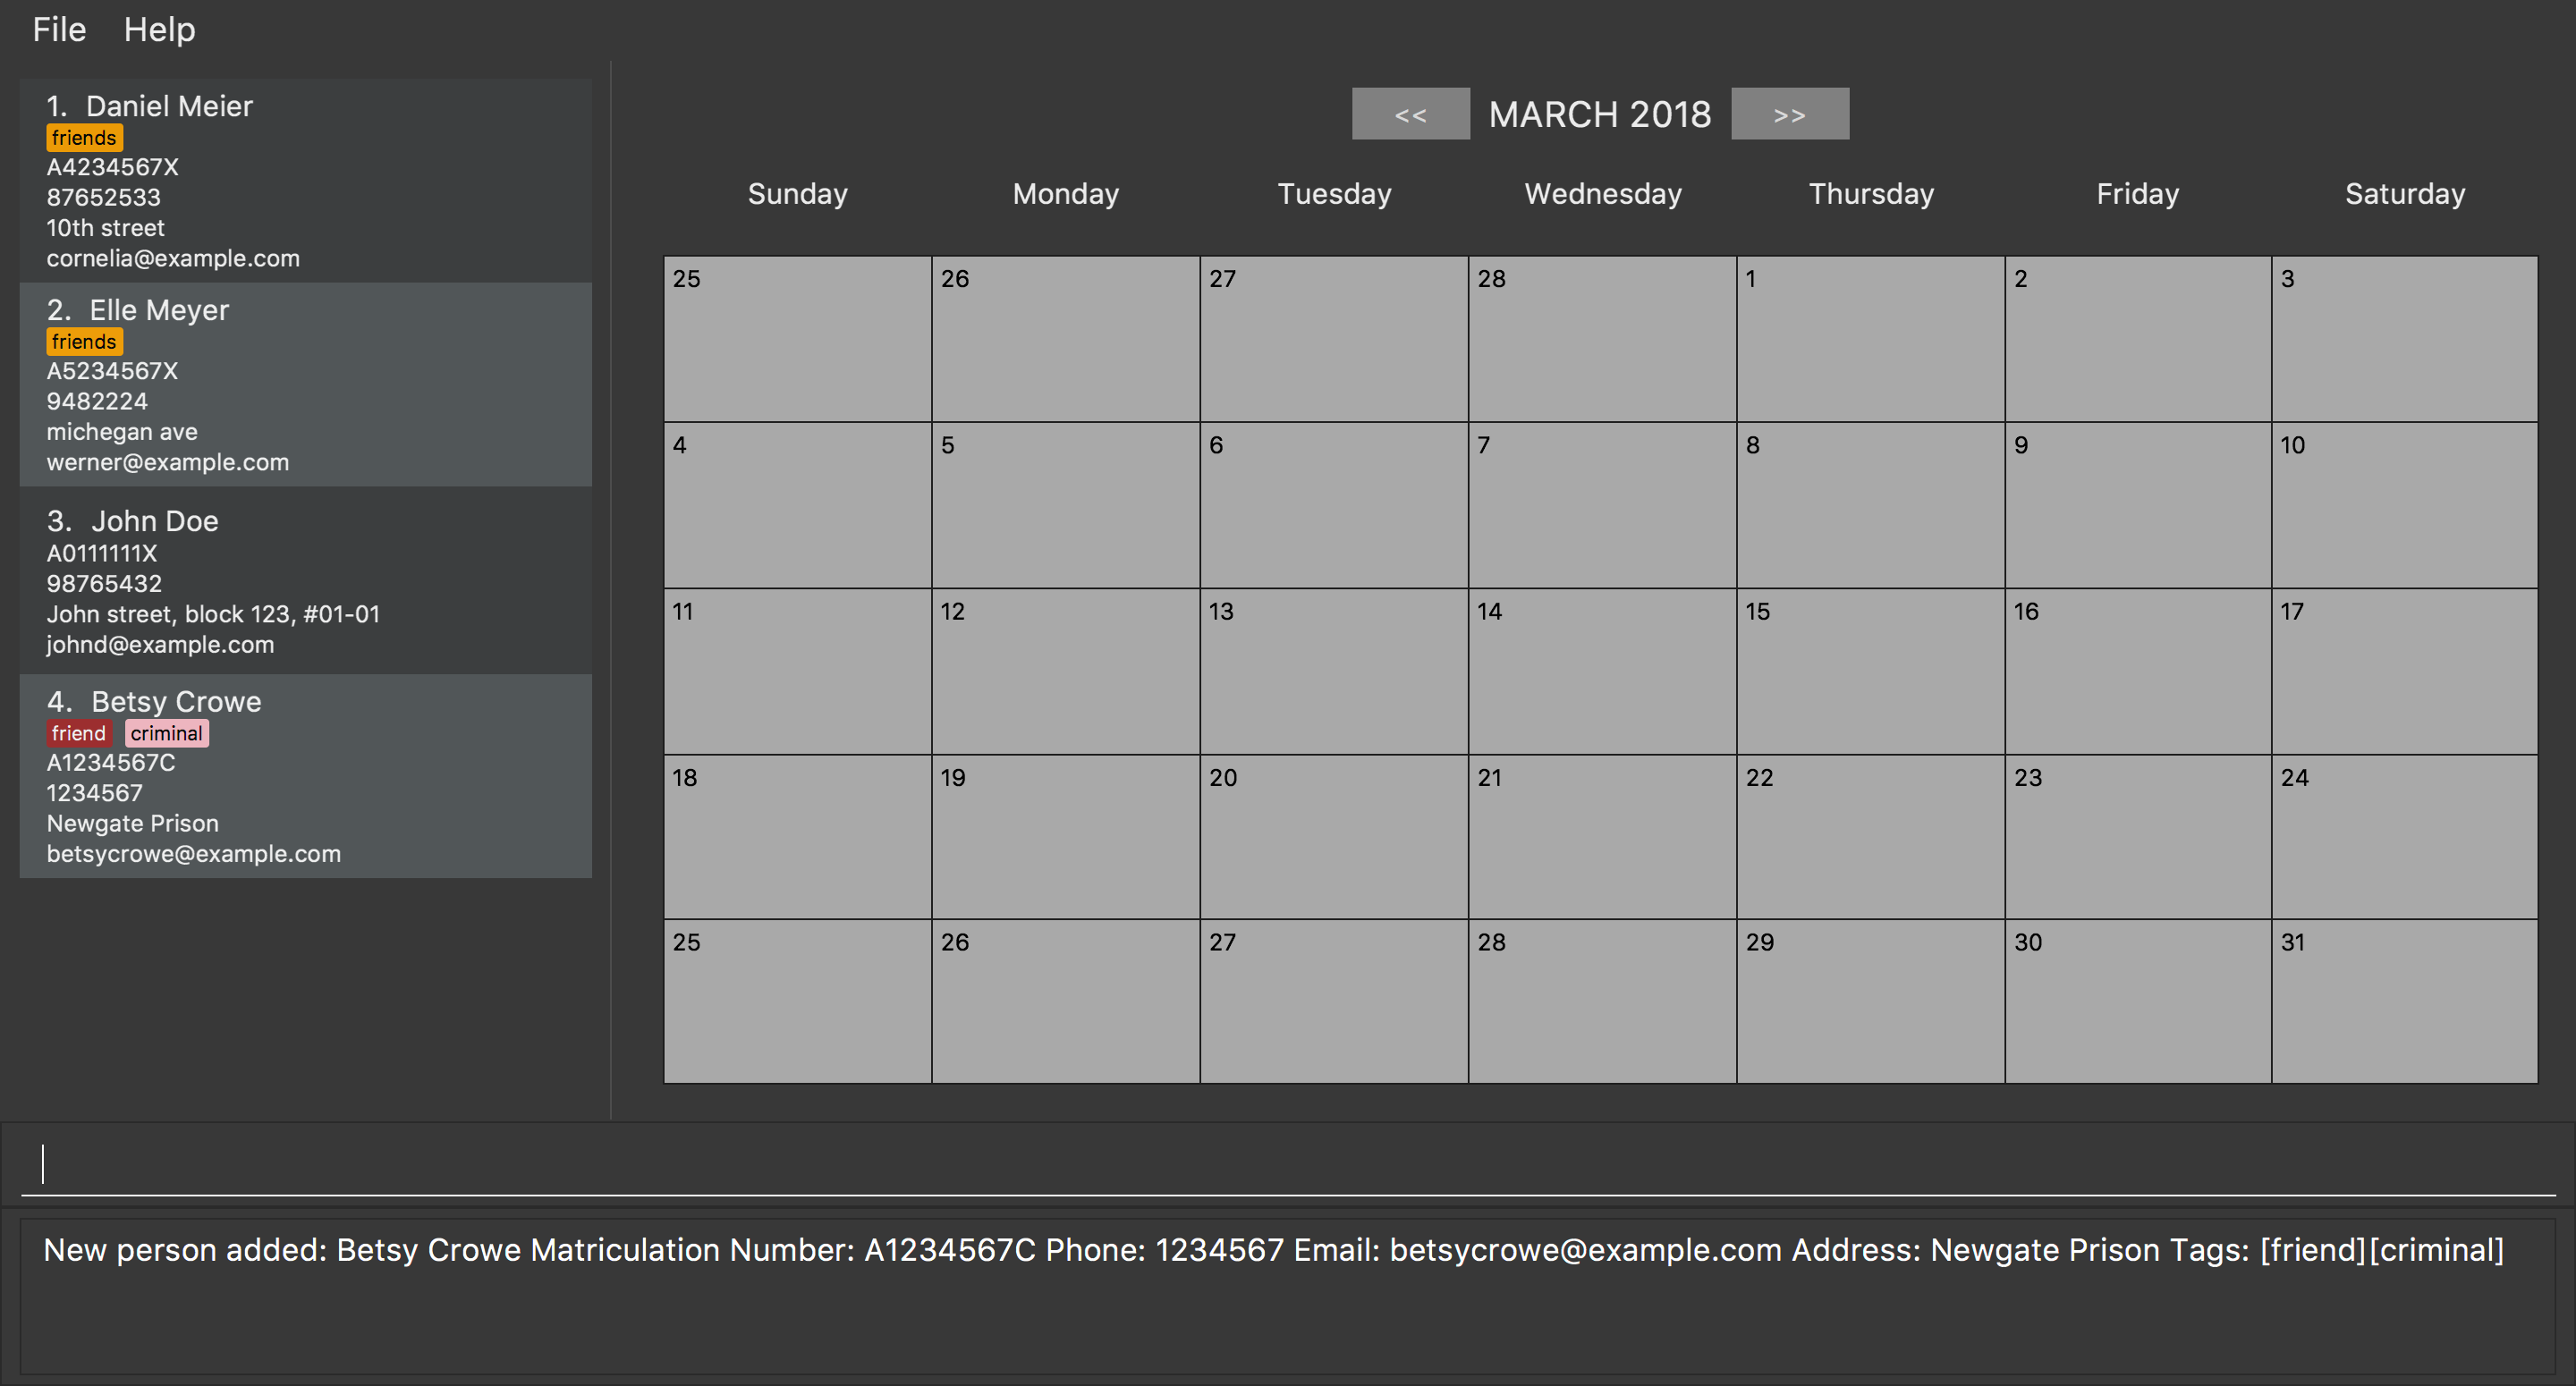 File Help
1. Daniel Meier
friends
A4234567X
87652533
10th street
cornelia@example.com
2. Elle Meyer
friends
A5234567X
9482224
michegan ave
werner@example.com
3. John Doe
A0111111X
98765432
John street, block 123, #01-01
johnd@example.com
4. Betsy Crowe
friend criminal
A1234567C
1234567
Newgate Prison
betsycrowe@example.com
<< MARCH 2018 >>
Sunday Monday Tuesday Wednesday Thursday Friday Saturday
25 26 27 28 1 2 3
4 5 6 7 8 9 10
11 12 13 14 15 16 17
18 19 20 21 22 23 24
25 26 27 28 29 30 31
New person added: Betsy Crowe Matriculation Number: A1234567C Phone: 1234567 Email: betsycrowe@example.com Address: Newgate Prison Tags: [friend][criminal]